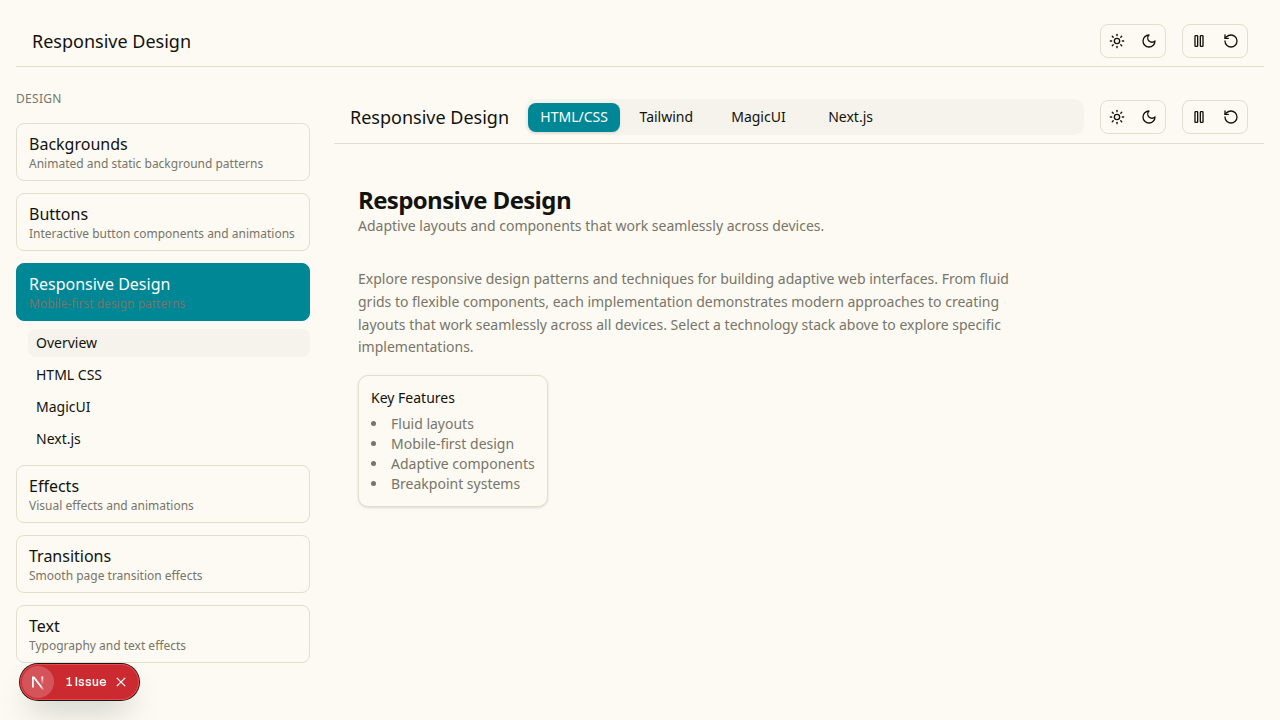 Responsive Design
DESIGN
Backgrounds
Animated and static background patterns
Buttons
Interactive button components and animations
Responsive Design
Mobile-first design patterns
Overview
HTML CSS
MagicUI
Next.js
Effects
Visual effects and animations
Transitions
Smooth page transition effects
Text
Typography and text effects
1 Issue
Responsive Design
HTML/CSS
Tailwind
MagicUI
Next.js
Responsive Design
Adaptive layouts and components that work seamlessly across devices.
Explore responsive design patterns and techniques for building adaptive web interfaces. From fluid
grids to flexible components, each implementation demonstrates modern approaches to creating
layouts that work seamlessly across all devices. Select a technology stack above to explore specific
implementations.
Key Features
Fluid layouts
Mobile-first design
Adaptive components
Breakpoint systems